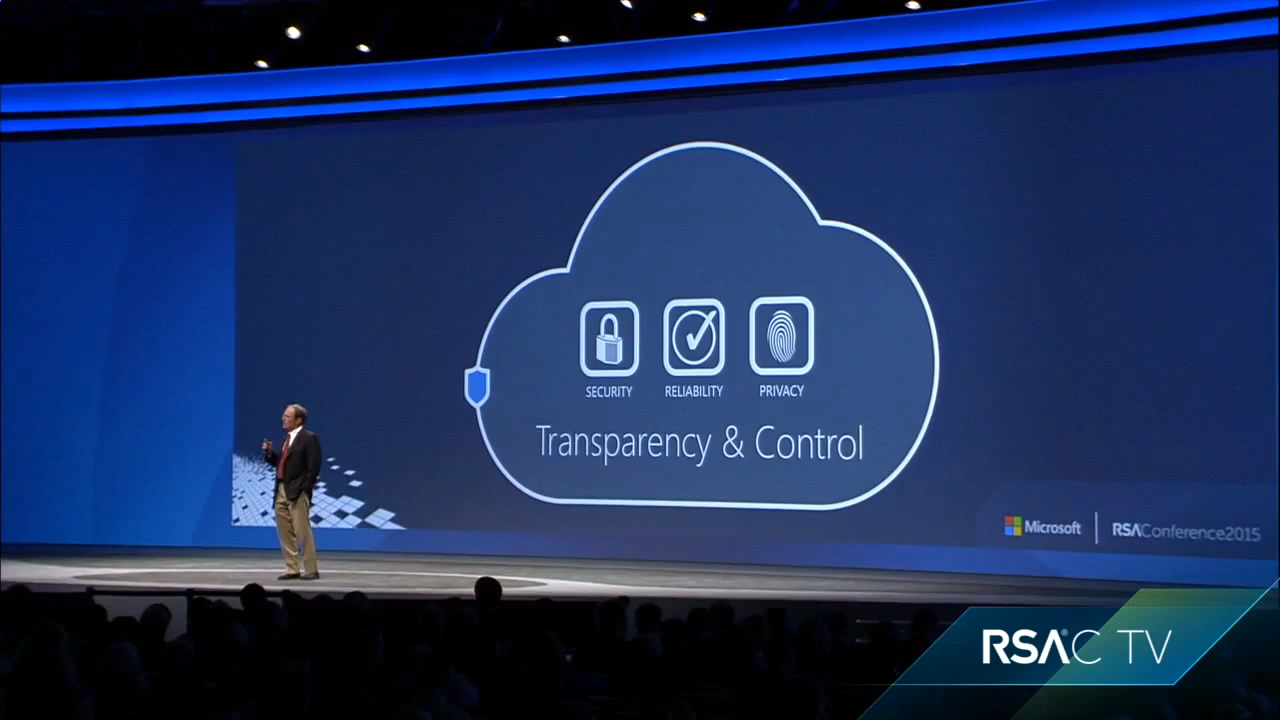 SECURITY RELIABILITY PRIVACY
Transparency & Control
Microsoft RSAConference2015
RSAC TV